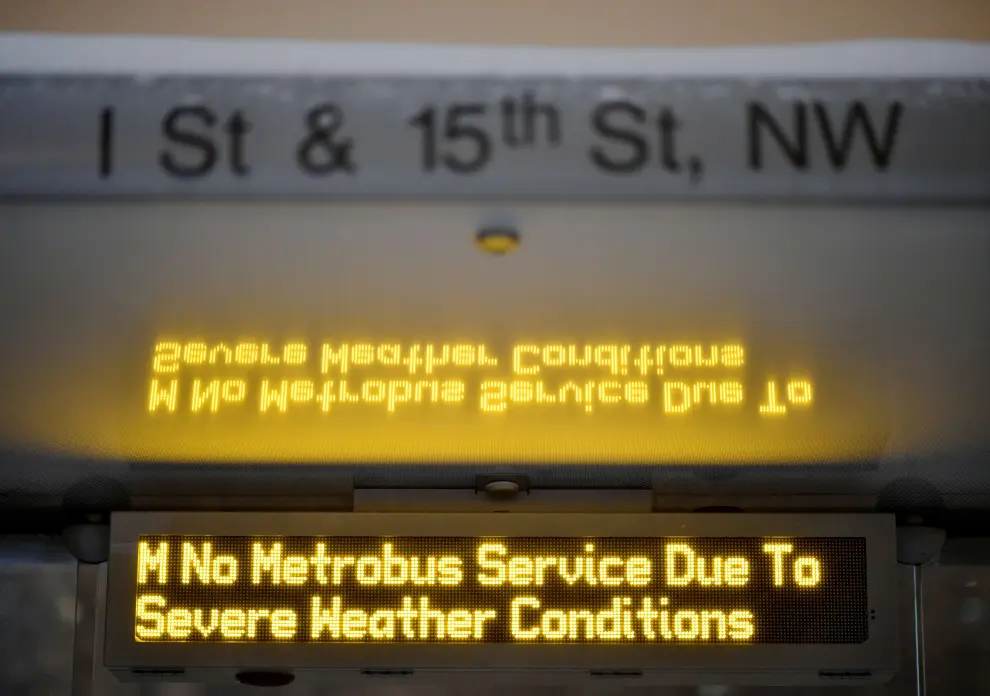 I St & 15th St, NW
Severe Weather Conditions
M No Metrobus Service Due To
M No Metrobus Service Due To
Severe Weather Conditions